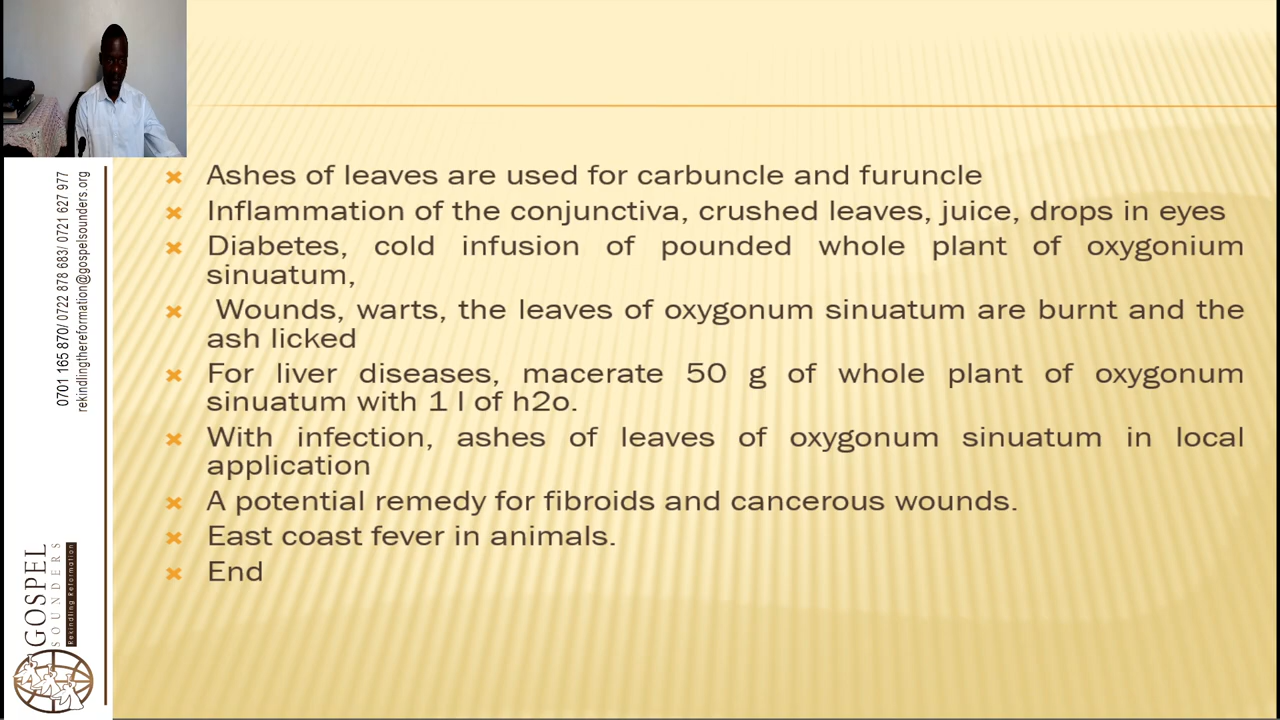 Ashes of leaves are used for carbuncle and furuncle
Inflammation of the conjunctiva, crushed leaves, juice, drops in eyes
Diabetes, cold infusion of pounded whole plant of oxygonium
sinuatum,
Wounds, warts, the leaves of oxygonum sinuatum are burnt and the
ash licked
For liver diseases, macerate 50 g of whole plant of oxygonum
sinuatum with 1 l of h2o.
With infection, ashes of leaves of oxygonum sinuatum in local
application
A potential remedy for fibroids and cancerous wounds.
East coast fever in animals.
End
0701 165 870/ 0722 878 683/ 0721 627 977
rekindlingthereformation@gospelsounders.org
GOSPEL
SOUNDERS
Rekindling Reformation